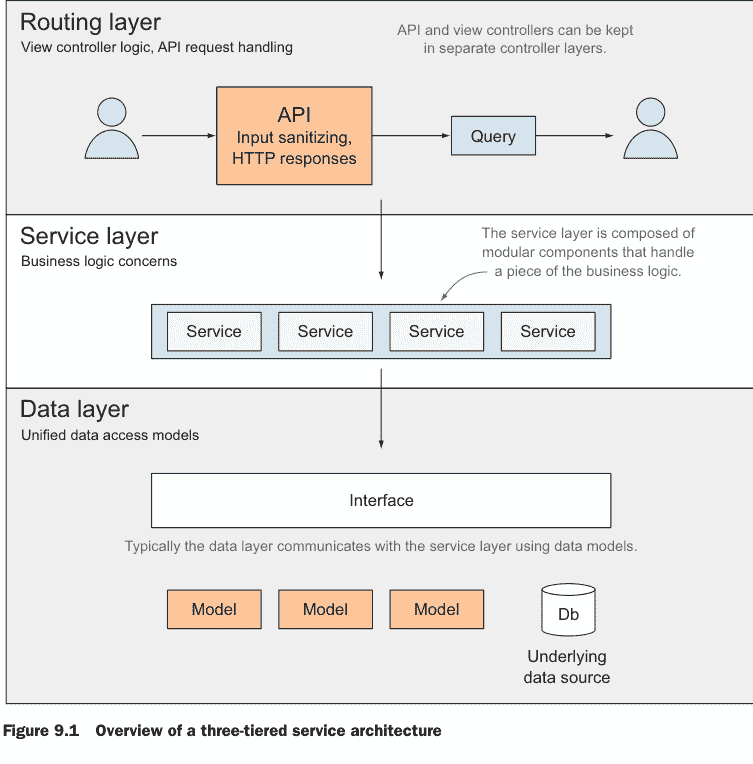 Routing layer
View controller logic, API request handling
API and view controllers can be kept
in separate controller layers.
API
Input sanitizing,
HTTP responses
Query
Service layer
Business logic concerns
The service layer is composed of
modular components that handle
a piece of the business logic.
Service
Service
Service
Service
Data layer
Unified data access models
Interface
Typically the data layer communicates with the service layer using data models.
Model
Model
Model
Db
Underlying
data source
Figure 9.1 Overview of a three-tiered service architecture